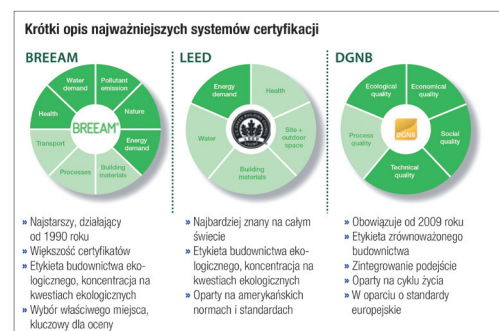 Krótki opis najważniejszych systemów certyfikacji
BREEAM
Water
demand
Pollutant
emission
Health
Nature
BREEAM®
Transport
Energy
demand
Processes
Building
materials
» Najstarszy, działający
od 1990 roku
» Większość certyfikatów
» Etykieta budownictwa eko-
logicznego, koncentracja na
kwestiach ekologicznych
» Wybór właściwego miejsca,
kluczowy dla oceny
LEED
Energy
demand
Health
Water
Site +
outdoor
space
Building
materials
» Najbardziej znany na całym
świecie
» Etykieta budownictwa eko-
logicznego, koncentracja na
kwestiach ekologicznych
» Oparty na amerykańskich
normach i standardach
DGNB
Ecological
quality
Economical
quality
Process
quality
DGNB
Social
quality
Technical
quality
» Obowiązuje od 2009 roku
» Etykieta zrównoważonego
budownictwa
» Zintegrowanie podejście
» Oparty na cyklu życia
» W oparciu o standardy
europejskie